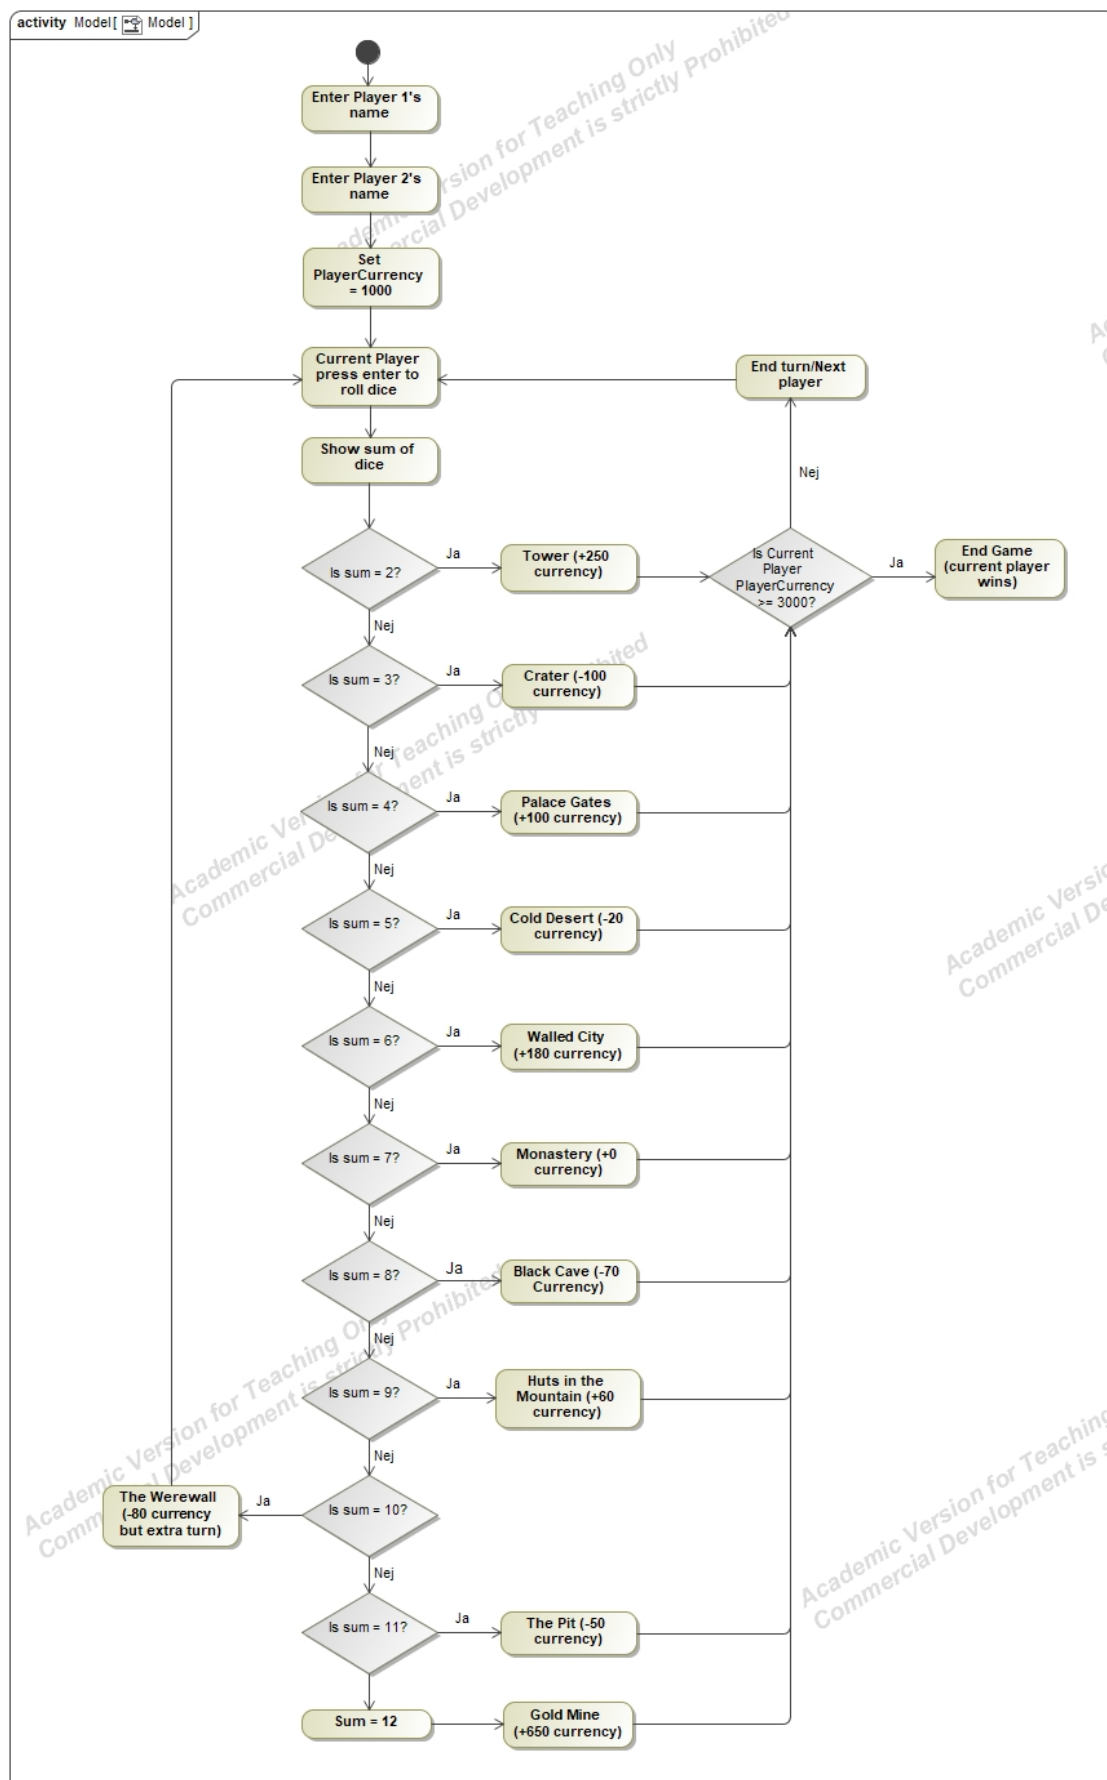 activity Model[ Model ]
Enter Player 1's
name
Enter Player 2's
name
Set
PlayerCurrency
= 1000
Current Player
press enter to
roll dice
End turn/Next
player
Show sum of
dice
Nej
Is sum = 2?
Ja
Tower (+250
currency)
Is Current
Player
PlayerCurrency
>= 3000?
Ja
End Game
(current player
wins)
Nej
Is sum = 3?
Ja
Crater (-100
currency)
Nej
Is sum = 4?
Ja
Palace Gates
(+100 currency)
Nej
Is sum = 5?
Ja
Cold Desert (-20
currency)
Nej
Is sum = 6?
Ja
Walled City
(+180 currency)
Nej
Is sum = 7?
Ja
Monastery (+0
currency)
Nej
Is sum = 8?
Ja
Black Cave (-70
Currency)
Nej
Is sum = 9?
Ja
Huts in the
Mountain (+60
currency)
Nej
Is sum = 10?
Ja
The Werewall
(-80 currency
but extra turn)
Nej
Is sum = 11?
Ja
The Pit (-50
currency)
Sum = 12
Gold Mine
(+650 currency)
Academic Version for Teaching Only
Commercial Development is strictly Prohibited